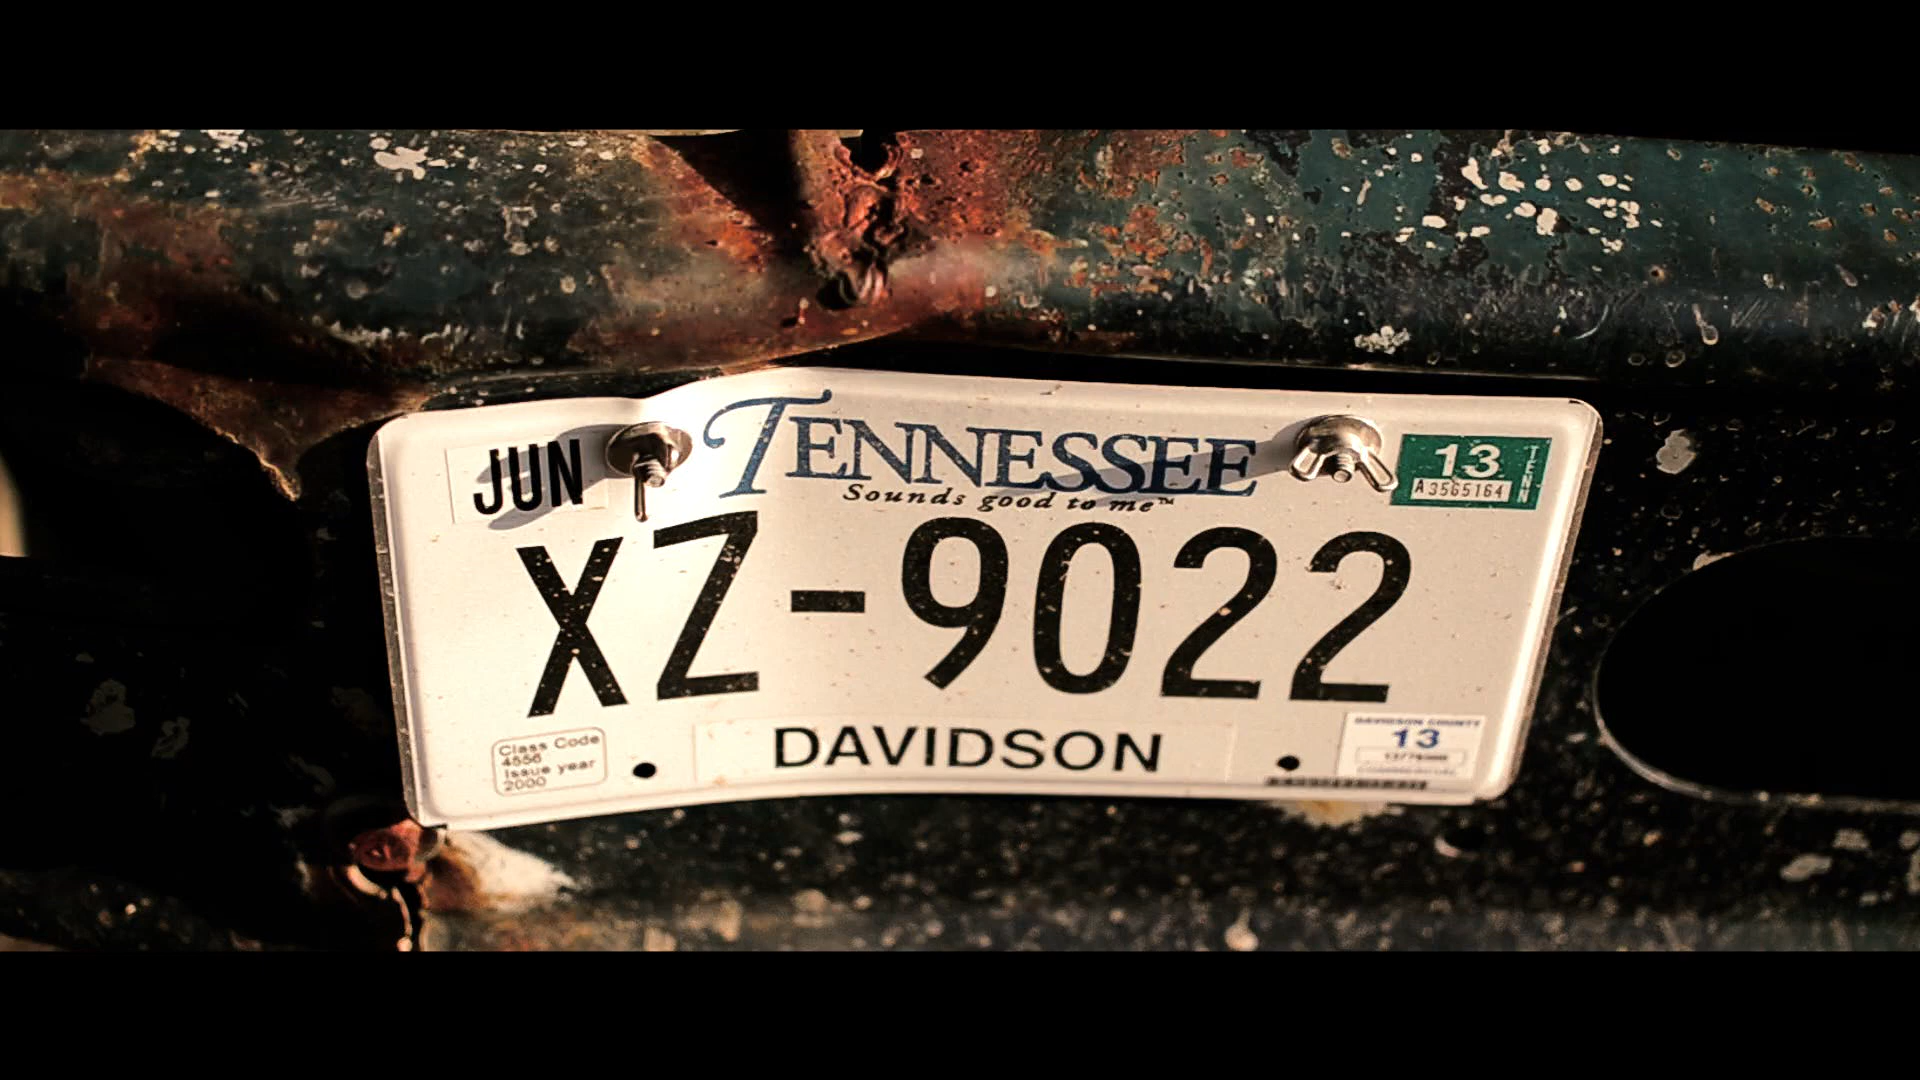 JUN
TENNESSEE
Sounds good to me™
13
TENN
A3565164
XZ-9022
Class Code
4556
Issue year
2000
DAVIDSON
DAVIDSON COUNTY
13